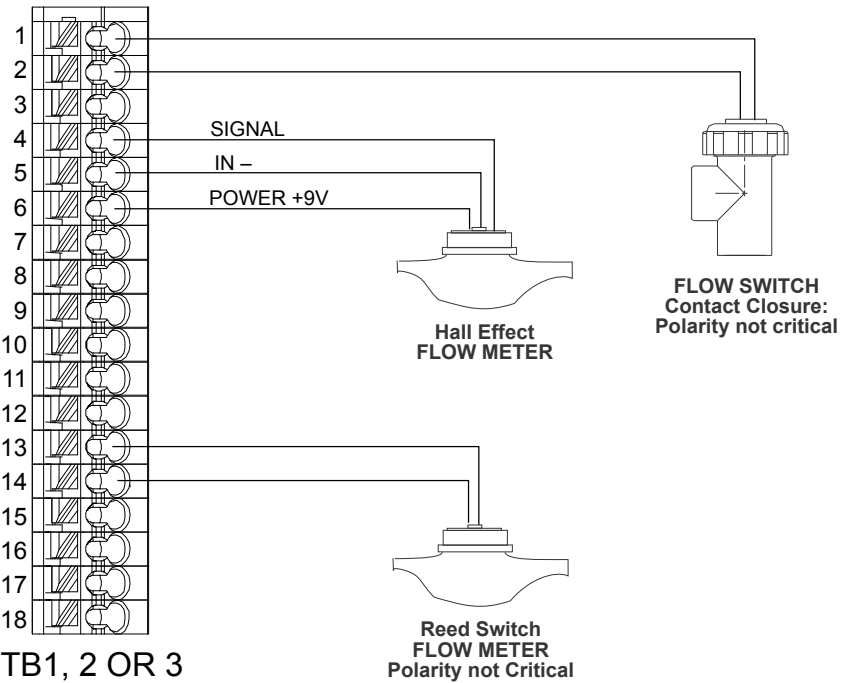 1
2
3
4
5
6
7
8
9
10
11
12
13
14
15
16
17
18
TB1, 2 OR 3
SIGNAL
IN –
POWER +9V
Hall Effect
FLOW METER
FLOW SWITCH
Contact Closure:
Polarity not critical
Reed Switch
FLOW METER
Polarity not Critical